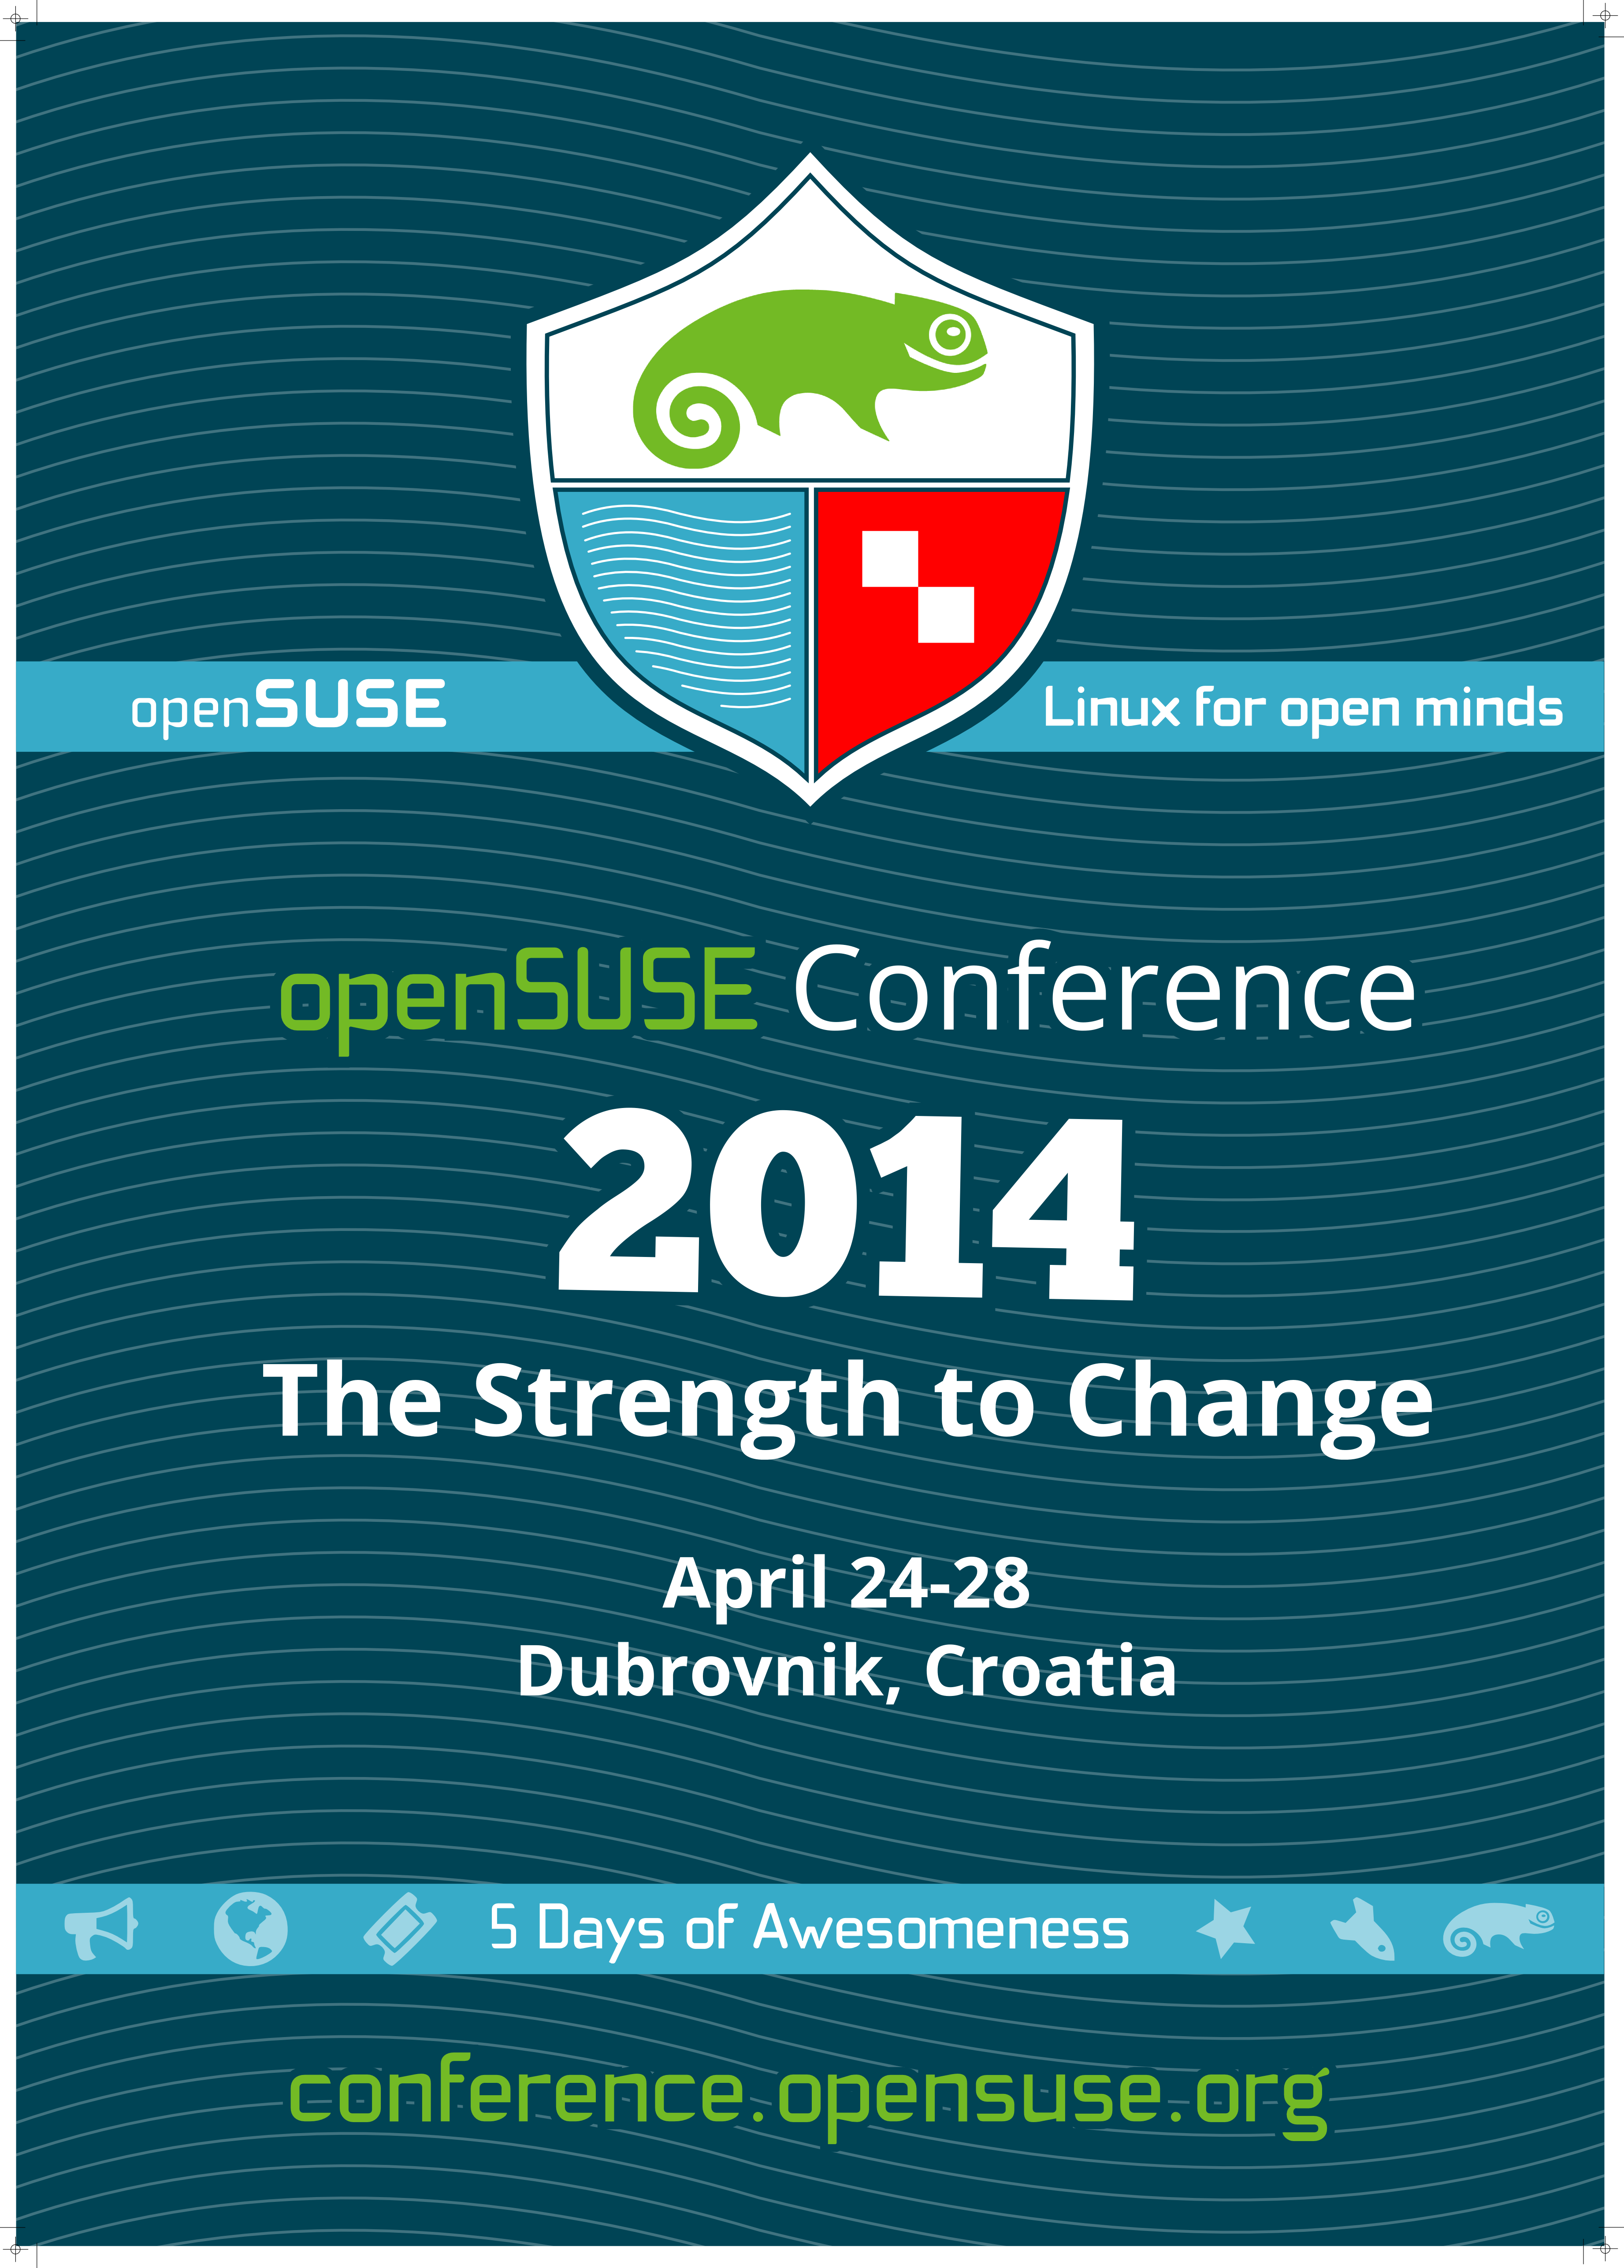 openSUSE
Linux for open minds
openSUSE Conference
2014
The Strength to Change
April 24-28
Dubrovnik, Croatia
5 Days of Awesomeness
conference.opensuse.org